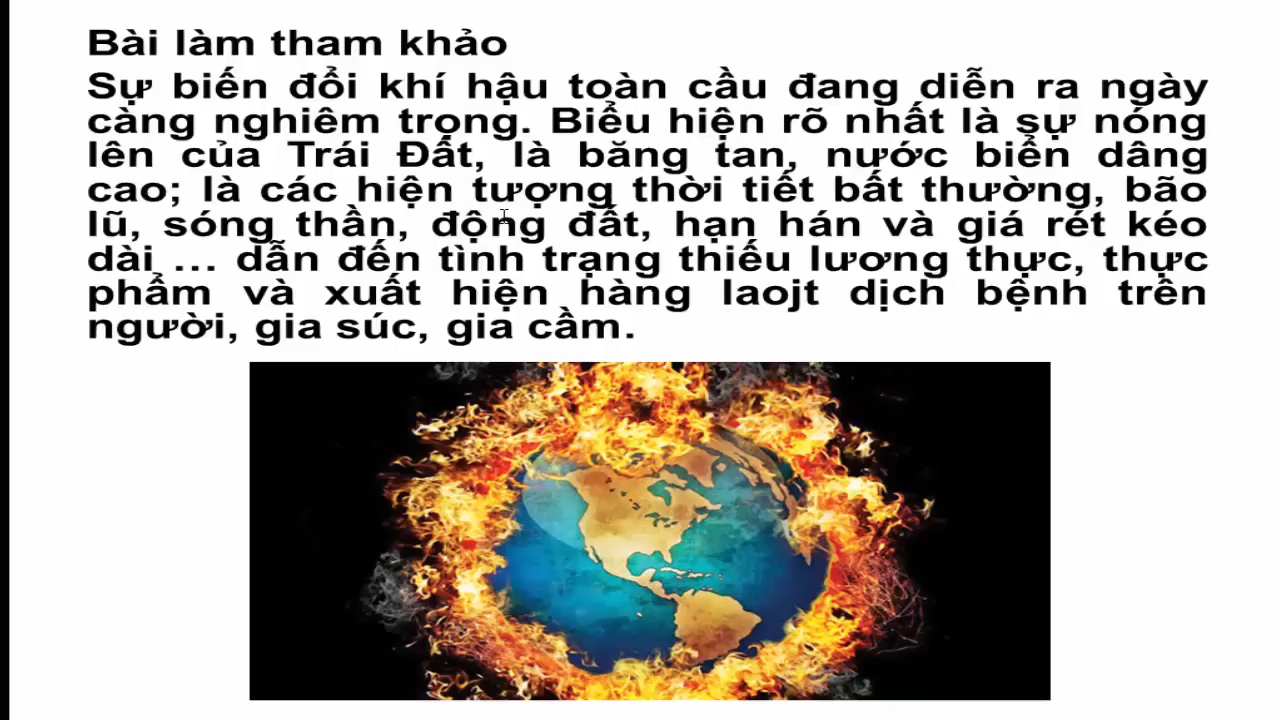 Bài làm tham khảo
Sự biến đổi khí hậu toàn cầu đang diễn ra ngày
càng nghiêm trọng. Biểu hiện rõ nhất là sự nóng
lên của Trái Đất, là băng tan, nước biển dâng
cao; là các hiện tượng thời tiết bất thường, bão
lũ, sóng thần, động đất, hạn hán và giá rét kéo
dài ... dẫn đến tình trạng thiếu lương thực, thực
phẩm và xuất hiện hàng laojt dịch bệnh trên
người, gia súc, gia cầm.